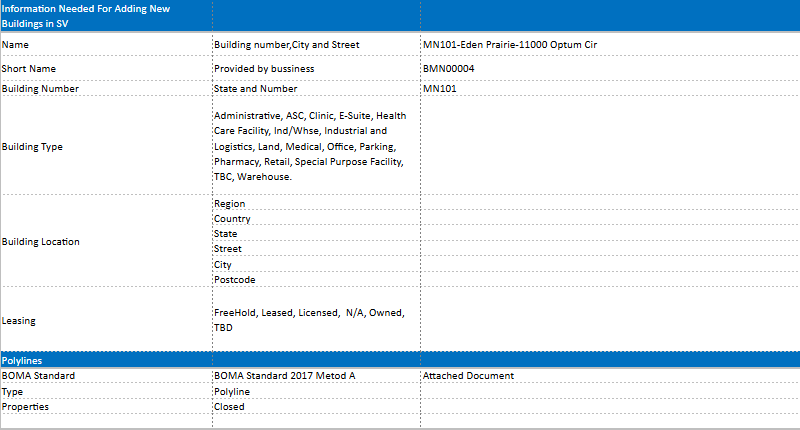 Information Needed For Adding New
Buildings in SV
Name Building number,City and Street MN101-Eden Prairie-11000 Optum Cir
Short Name Provided by bussiness BMN00004
Building Number State and Number MN101
Building Type
Administrative, ASC, Clinic, E-Suite, Health
Care Facility, Ind/Whse, Industrial and
Logistics, Land, Medical, Office, Parking,
Pharmacy, Retail, Special Purpose Facility,
TBC, Warehouse.
Building Location
Region
Country
State
Street
City
Postcode
Leasing
FreeHold, Leased, Licensed, N/A, Owned,
TBD
Polylines
BOMA Standard BOMA Standard 2017 Metod A Attached Document
Type Polyline
Properties Closed